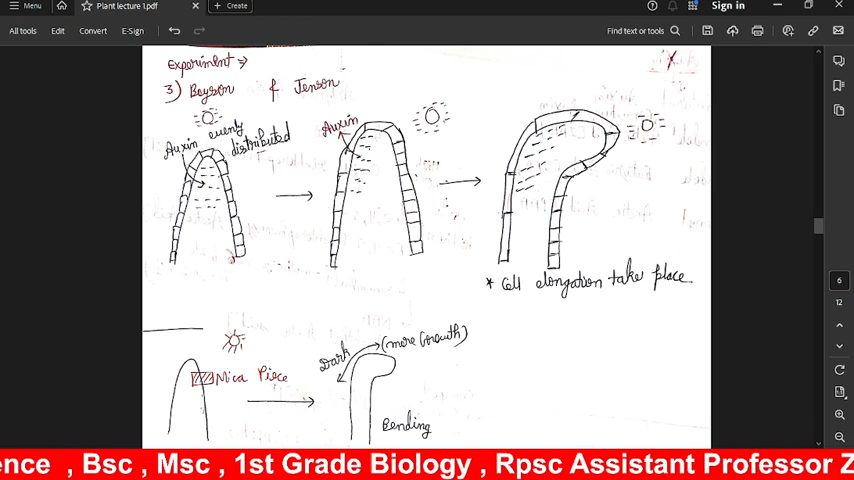 Menu
Plant lecture 1.pdf
Create
Sign in
All tools
Edit
Convert
E-Sign
Find text or tools
Experiment ⇒
3) Boyson & Jenson
Auxin evenly distributed
Auxin
* Cell elongation take place
Mica Piece
Dark
(more Growth)
Bending
6
12
ence , Bsc , Msc , 1st Grade Biology , Rpsc Assistant Professor Z